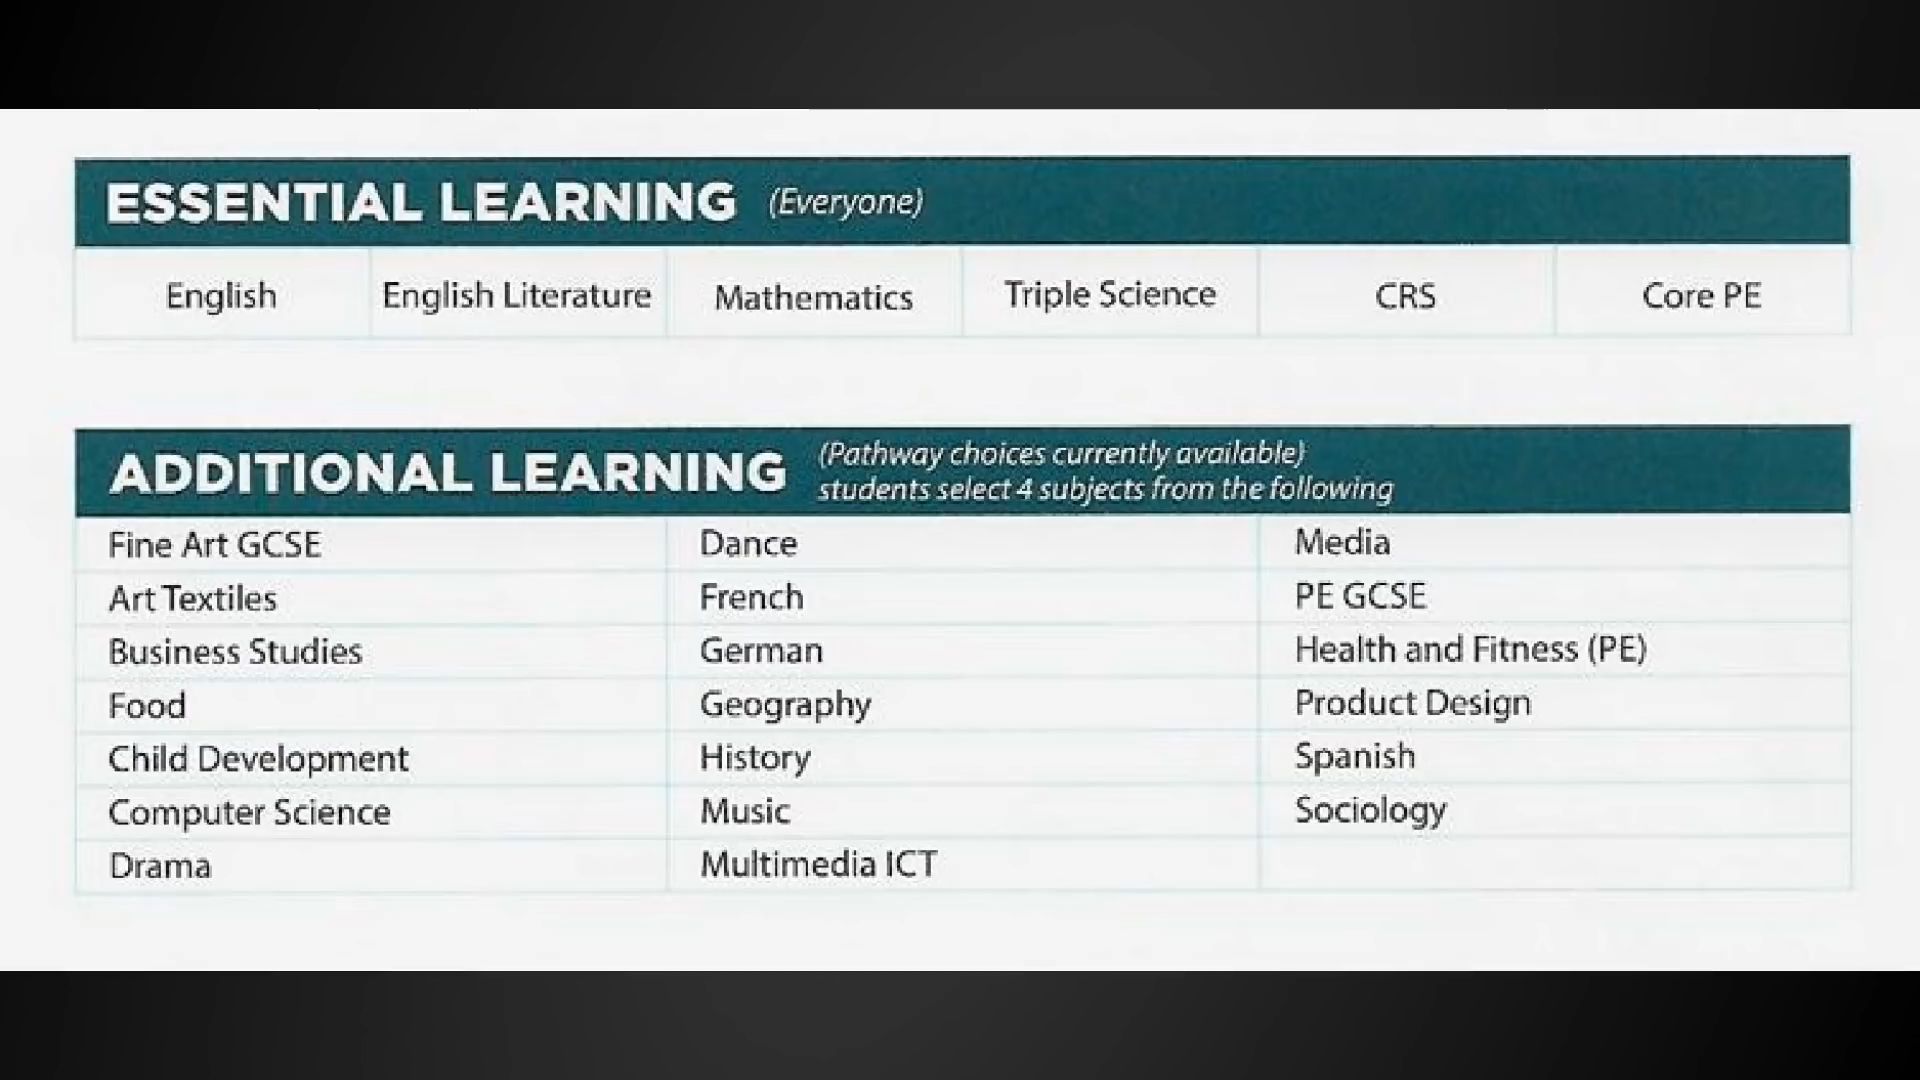 ESSENTIAL LEARNING (Everyone)
English English Literature Mathematics Triple Science CRS Core PE
ADDITIONAL LEARNING (Pathway choices currently available)
students select 4 subjects from the following
Fine Art GCSE Dance Media
Art Textiles French PE GCSE
Business Studies German Health and Fitness (PE)
Food Geography Product Design
Child Development History Spanish
Computer Science Music Sociology
Drama Multimedia ICT